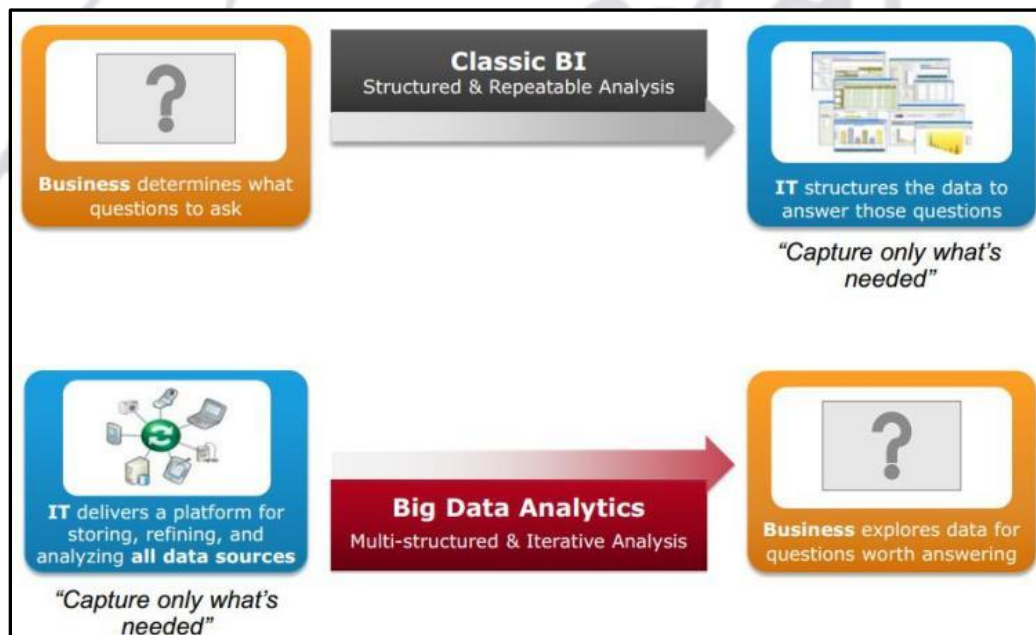 Classic BI
Structured & Repeatable Analysis
Business determines what
questions to ask
IT structures the data to
answer those questions
"Capture only what's
needed"
Big Data Analytics
Multi-structured & Iterative Analysis
IT delivers a platform for
storing, refining, and
analyzing all data sources
"Capture only what's
needed"
Business explores data for
questions worth answering